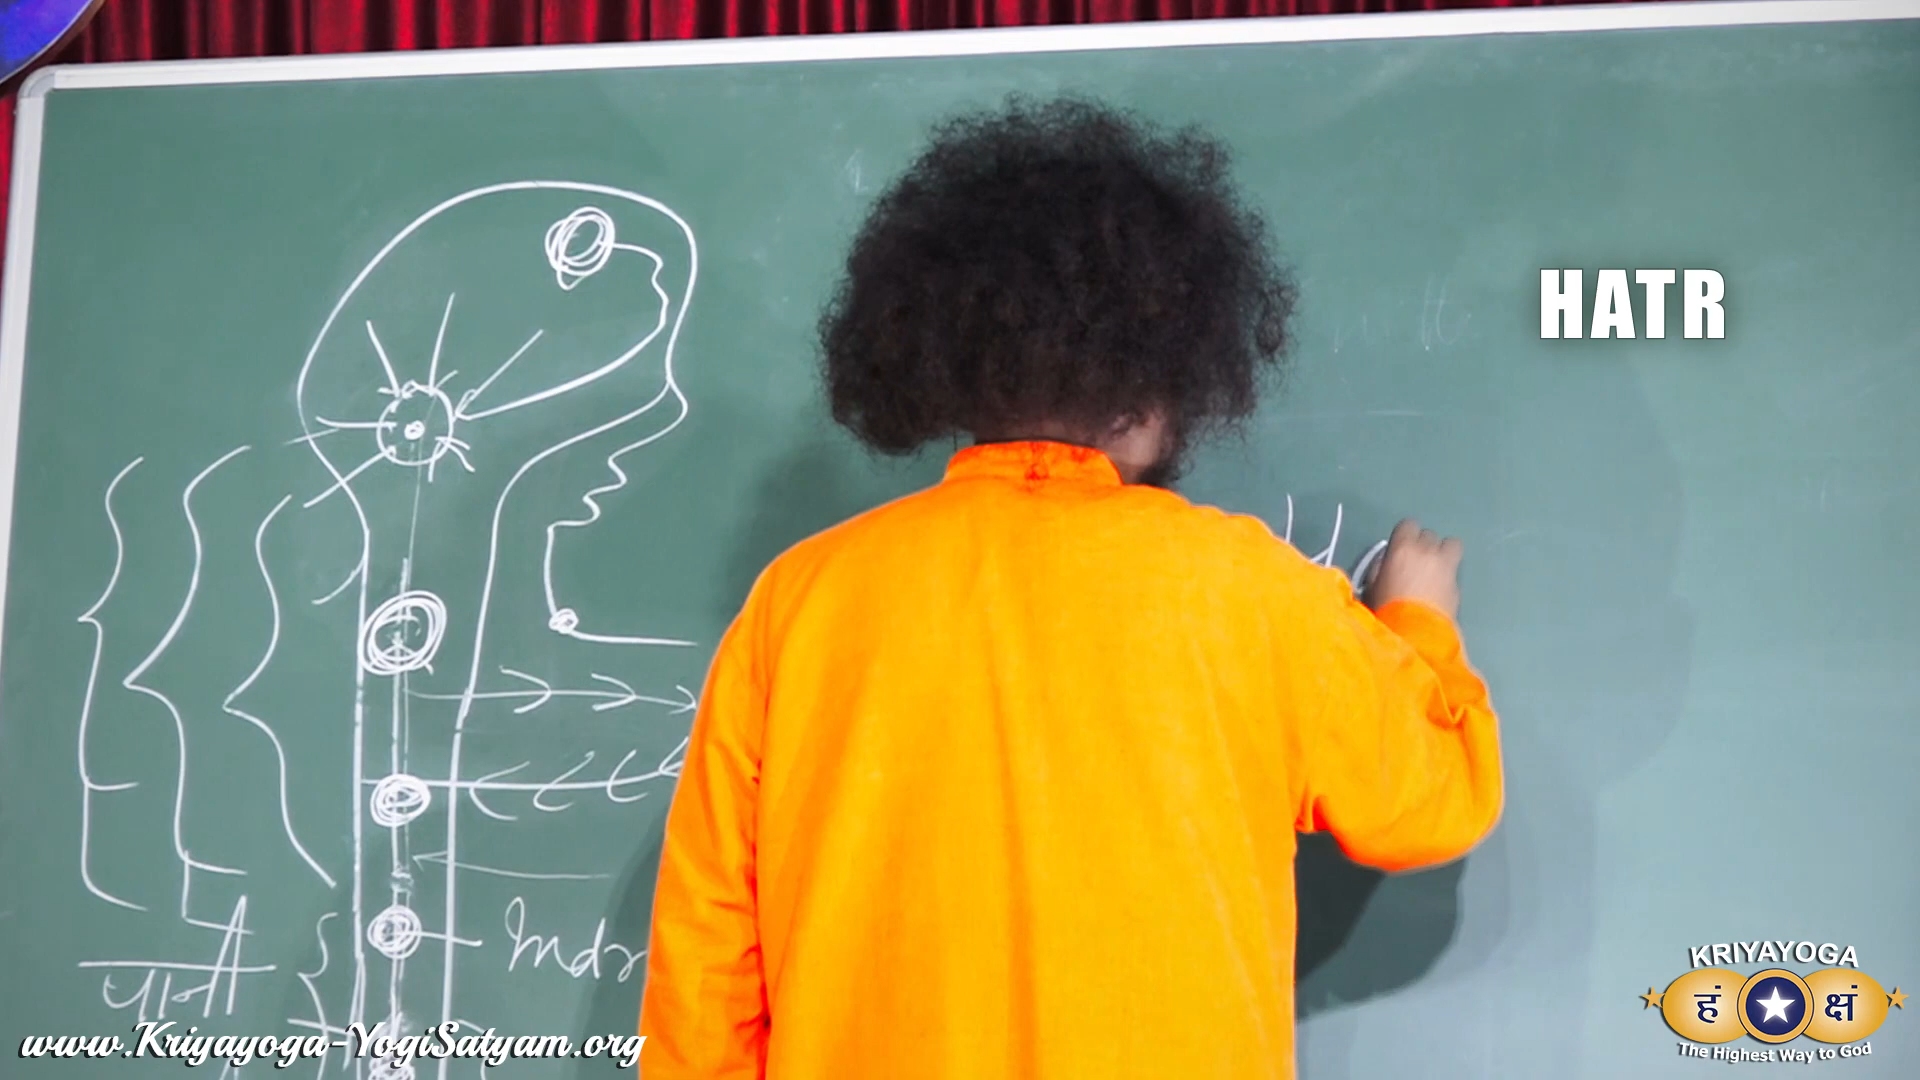 HATR
पानी
www.Kriyayoga-YogiSatyam.org
KRIYAYOGA
हं क्षं
The Highest Way to God